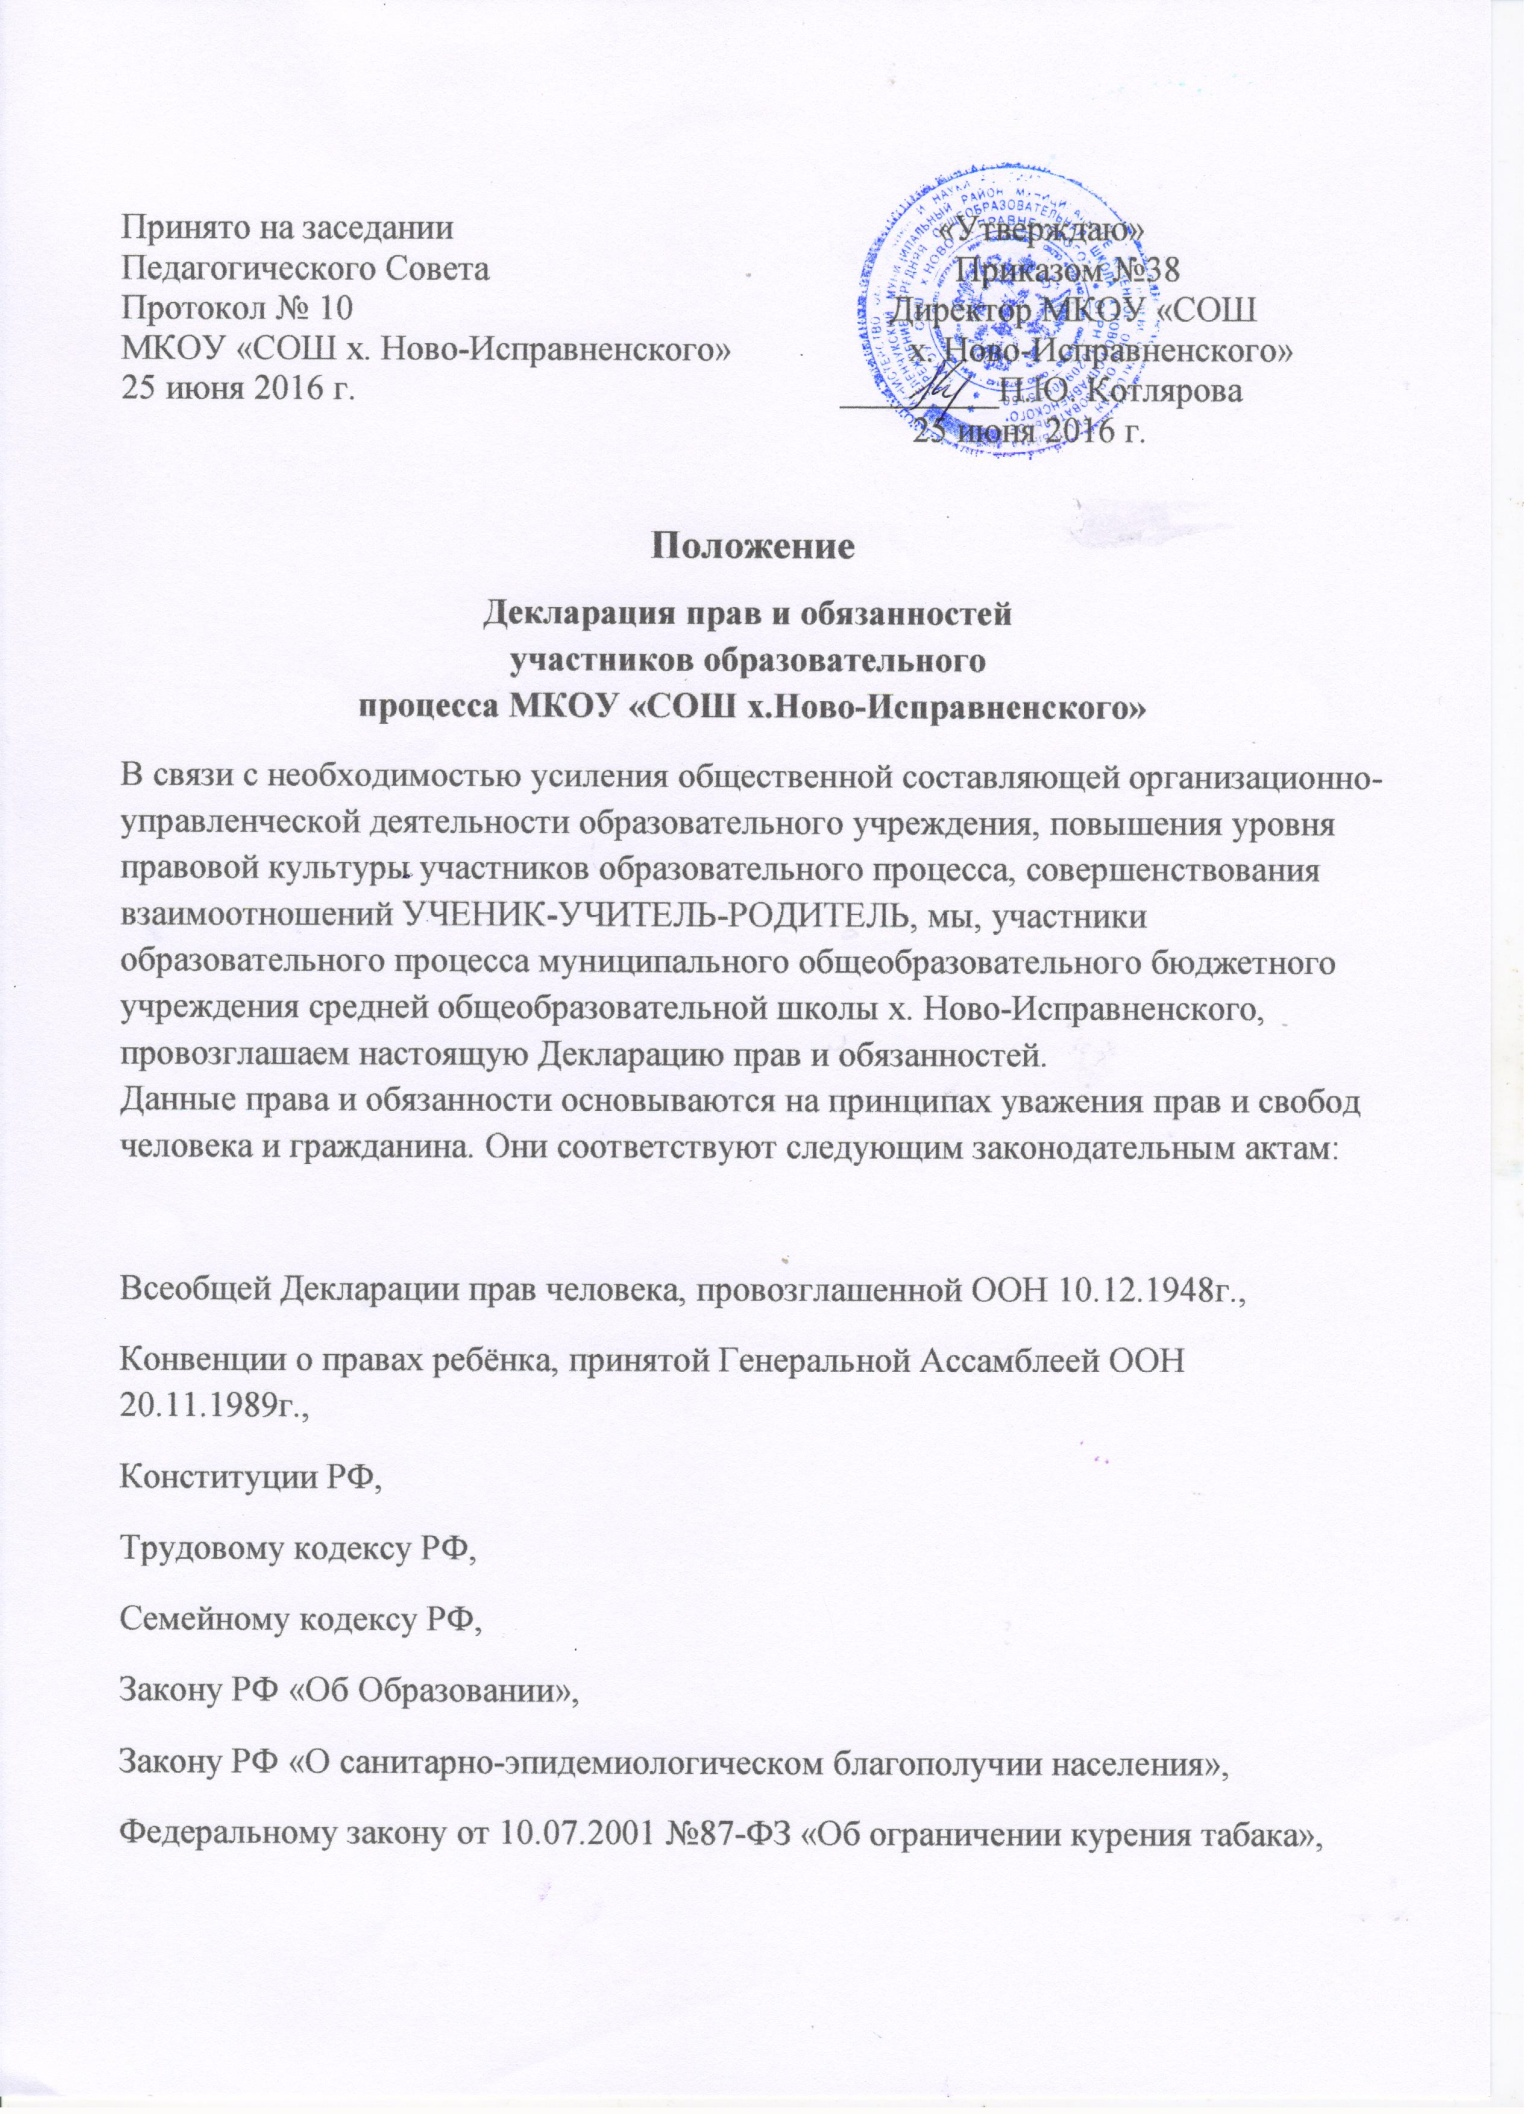 Принято на заседании
Педагогического Совета
Протокол № 10
МКОУ «СОШ х. Ново-Исправненского»
25 июня 2016 г.
«Утверждаю»
Приказом №38
Директор МКОУ «СОШ
х. Ново-Исправненского»
__________П.Ю. Котлярова
25 июня 2016 г.
Положение
Декларация прав и обязанностей
участников образовательного
процесса МКОУ «СОШ х.Ново-Исправненского»
В связи с необходимостью усиления общественной составляющей организационно-
управленческой деятельности образовательного учреждения, повышения уровня
правовой культуры участников образовательного процесса, совершенствования
взаимоотношений УЧЕНИК-УЧИТЕЛЬ-РОДИТЕЛЬ, мы, участники
образовательного процесса муниципального общеобразовательного бюджетного
учреждения средней общеобразовательной школы х. Ново-Исправненского,
провозглашаем настоящую Декларацию прав и обязанностей.
Данные права и обязанности основываются на принципах уважения прав и свобод
человека и гражданина. Они соответствуют следующим законодательным актам:
Всеобщей Декларации прав человека, провозглашенной ООН 10.12.1948г.,
Конвенции о правах ребёнка, принятой Генеральной Ассамблеей ООН
20.11.1989г.,
Конституции РФ,
Трудовому кодексу РФ,
Семейному кодексу РФ,
Закону РФ «Об Образовании»,
Закону РФ «О санитарно-эпидемиологическом благополучии населения»,
Федеральному закону от 10.07.2001 №87-ФЗ «Об ограничении курения табака»,